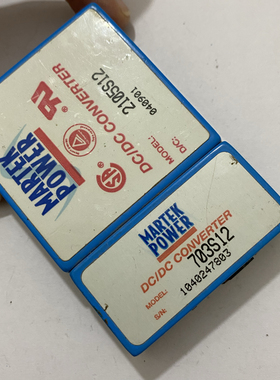 MARTEK
POWER
DC/DC CONVERTER
MODEL:
2105S12
D/C:
040901
MARTEK
POWER
DC/DC CONVERTER
MODEL:
703S12
S/N:
1040247803